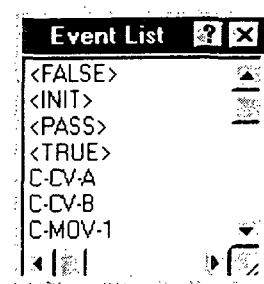 Event List
<FALSE>
<INIT>
<PASS>
<TRUE>
C-CV-A
C-CV-B
C-MOV-1